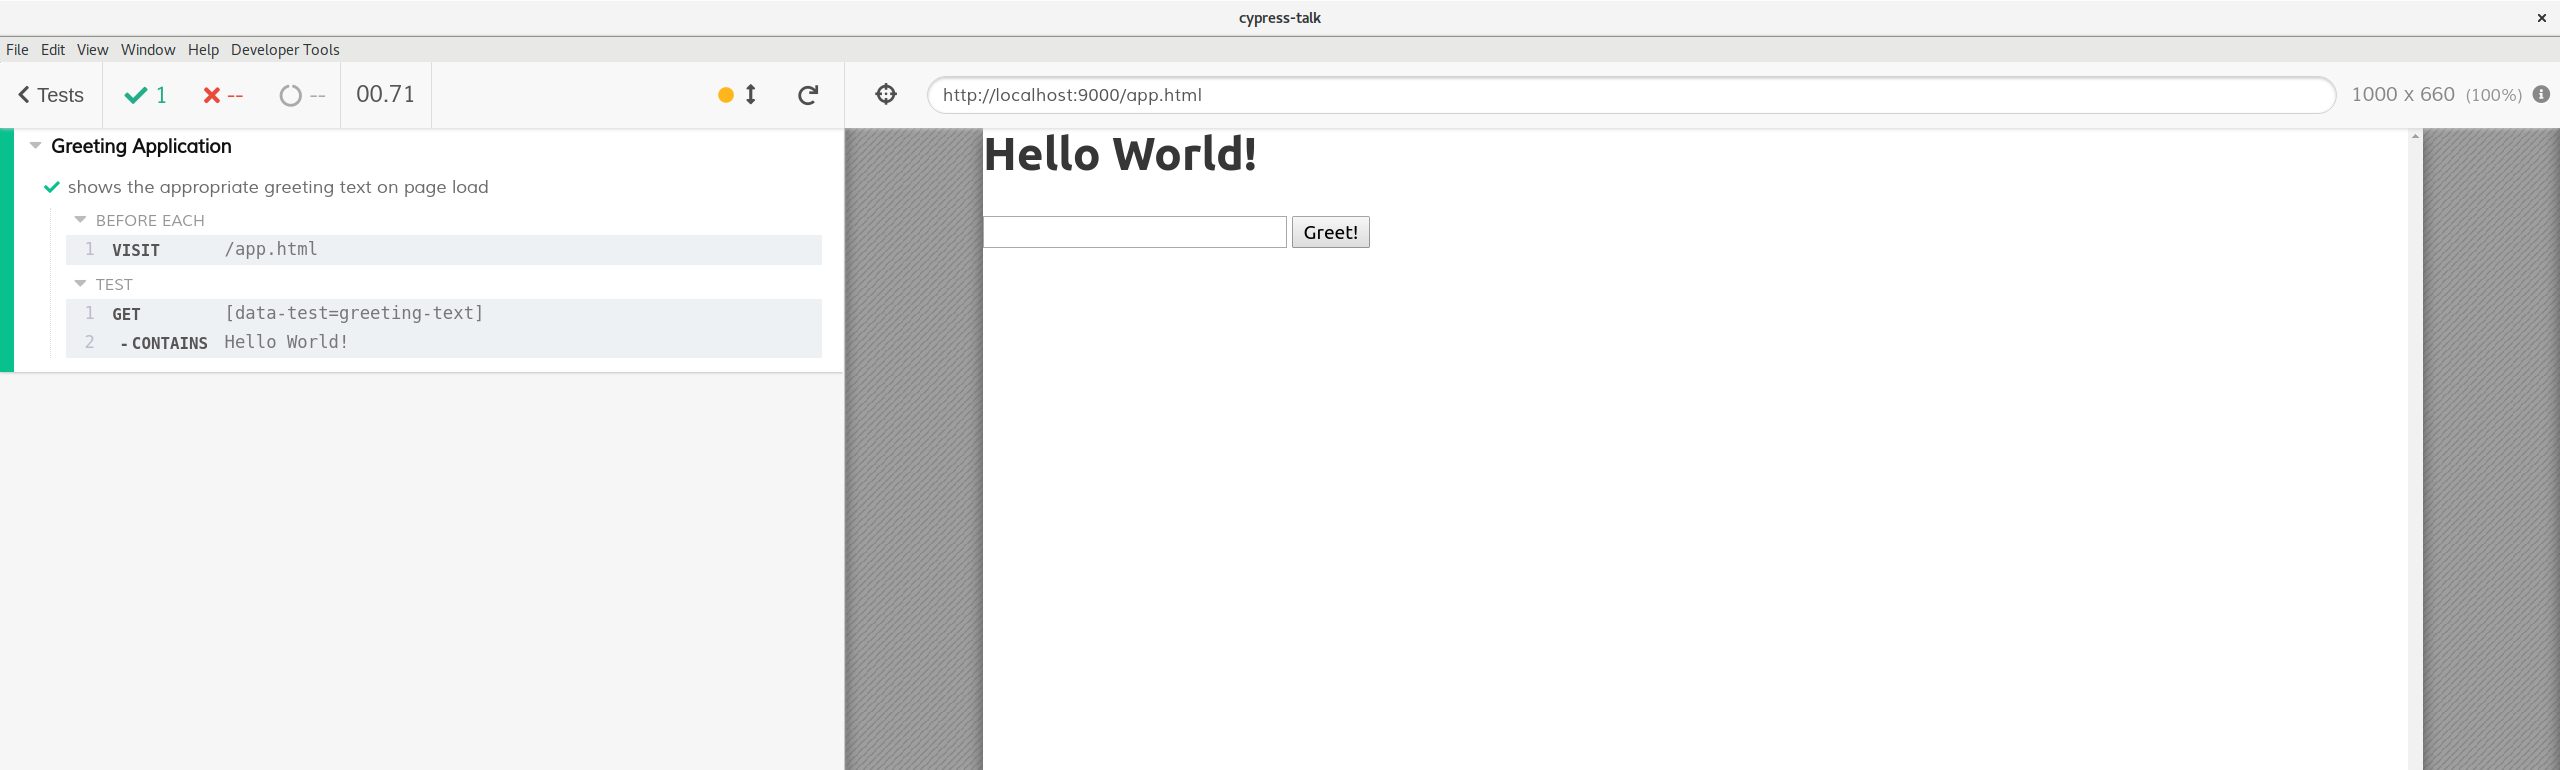 cypress-talk
File Edit View Window Help Developer Tools
Tests 1 -- -- 00.71 http://localhost:9000/app.html 1000 x 660 (100%)
Greeting Application
shows the appropriate greeting text on page load
BEFORE EACH
1 VISIT /app.html
TEST
1 GET [data-test=greeting-text]
2 -CONTAINS Hello World!
Hello World!
Greet!